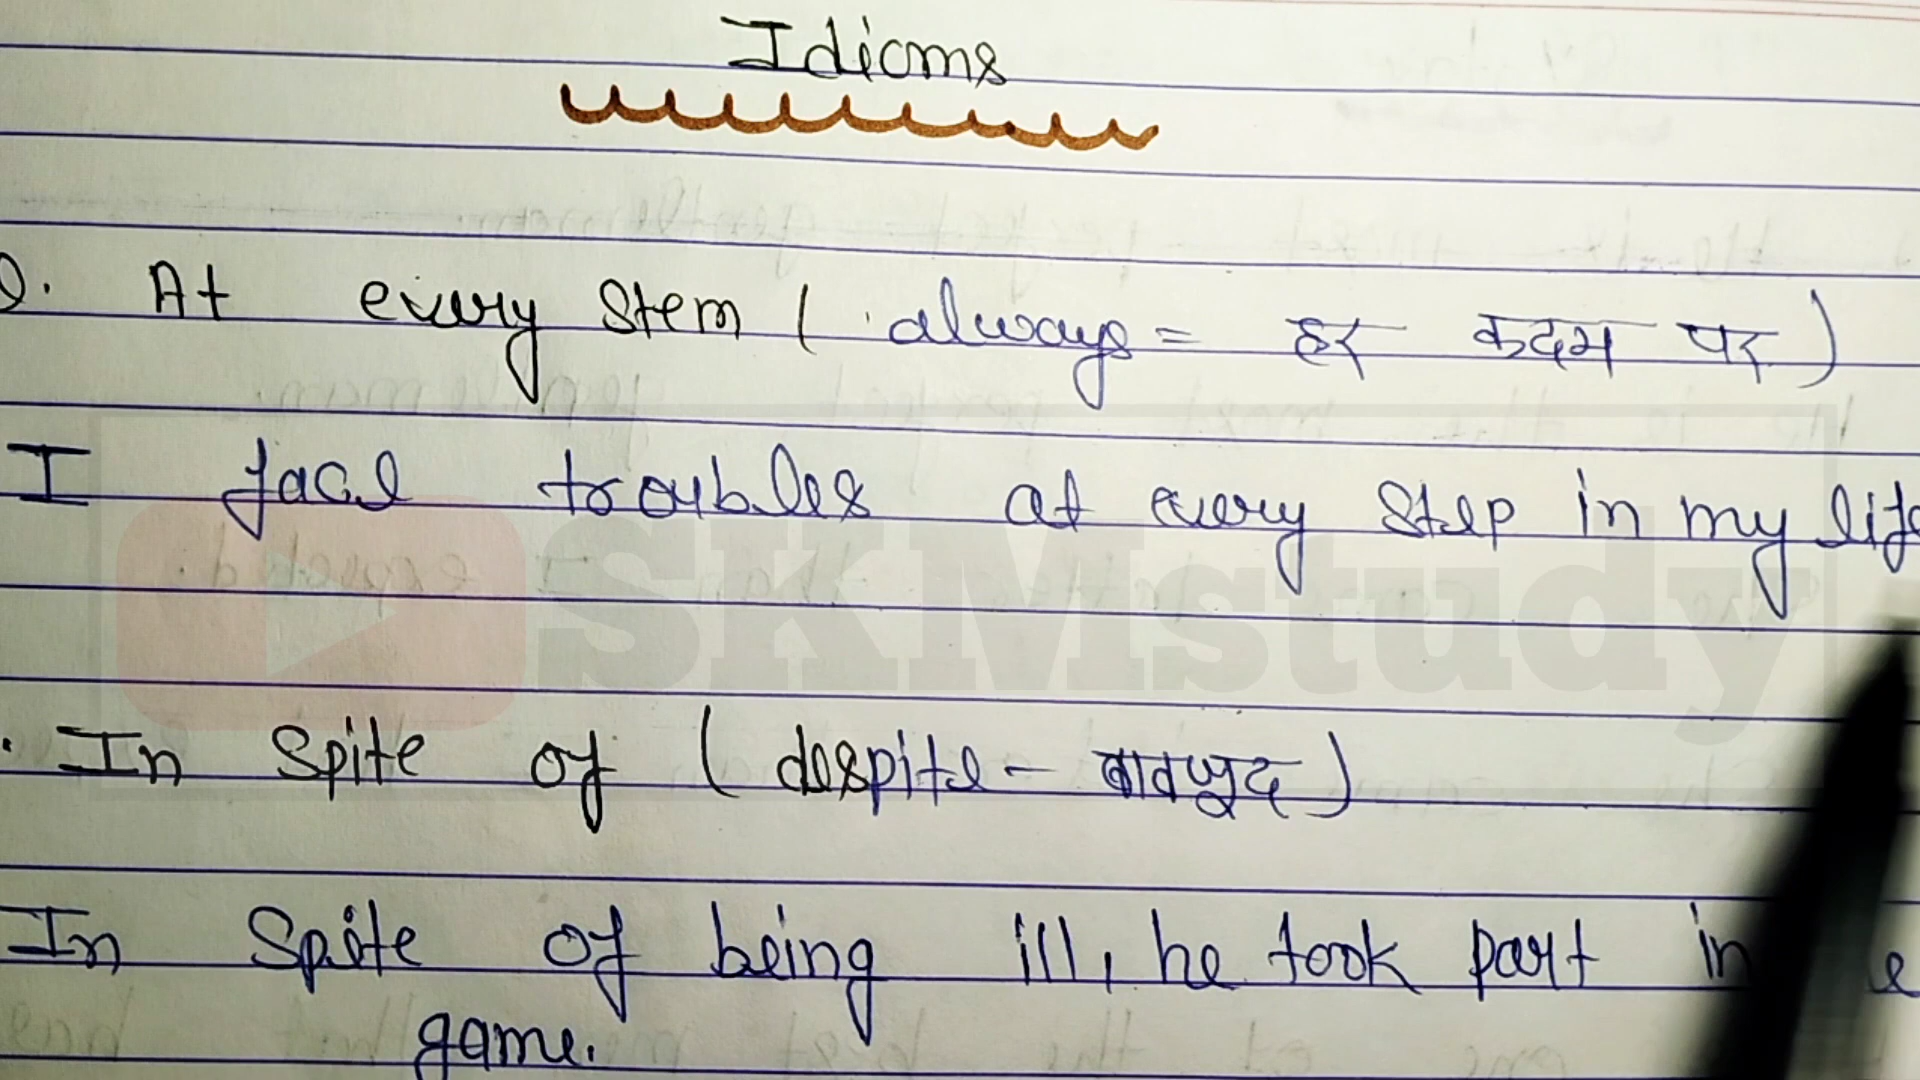 Idioms
. At every Stem ( always = हर कदम पर )
I face troubles at every step in my life
SKMstudy
. In Spite of ( despite - बावजूद )
In Spite of being ill, he took part in
game.